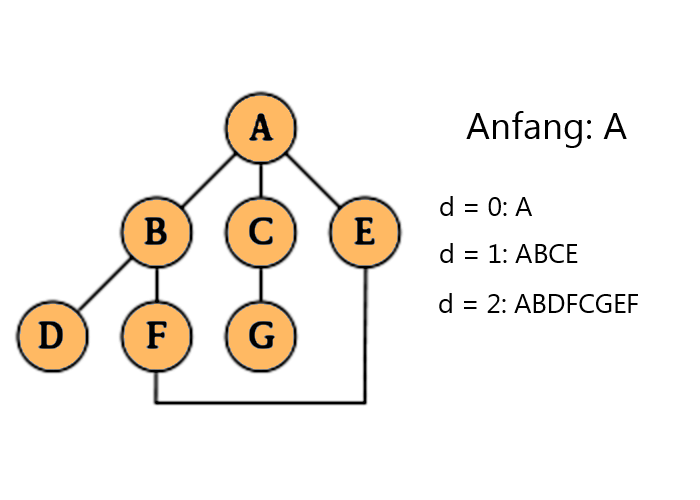 A
Anfang: A
B
C
E
d = 0: A
d = 1: ABCE
D
F
G
d = 2: ABDFCGEF